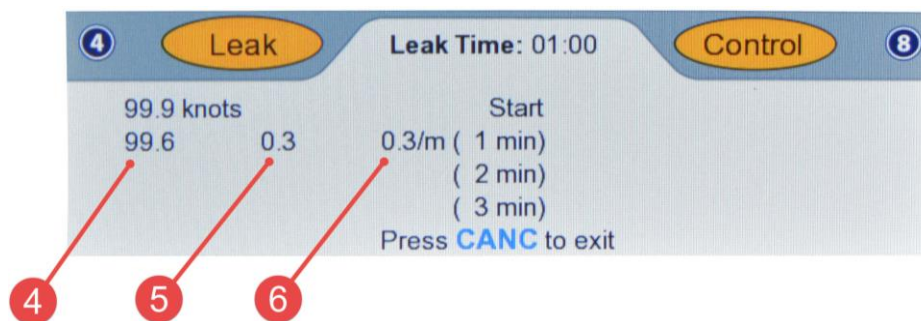 4 Leak Leak Time: 01:00 Control 8
99.9 knots Start
99.6 0.3 0.3/m ( 1 min)
( 2 min)
( 3 min)
Press CANC to exit
4 5 6